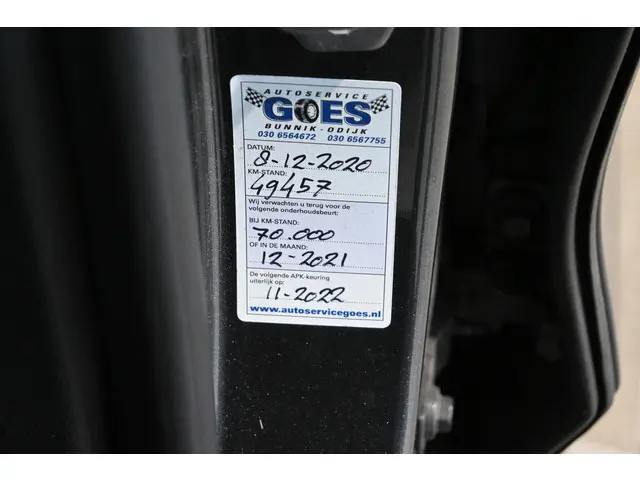 AUTOSERVICE
GOES
BUNNIK - ODIJK
030 6564672 030 6567755
DATUM:
8-12-2020
KM-STAND:
49457
Wij verwachten u terug voor de
volgende onderhoudsbeurt:
BIJ KM-STAND:
70.000
OF IN DE MAAND:
12-2021
De volgende APK-keuring
uiterlijk op:
11-2022
www.autoservicegoes.nl